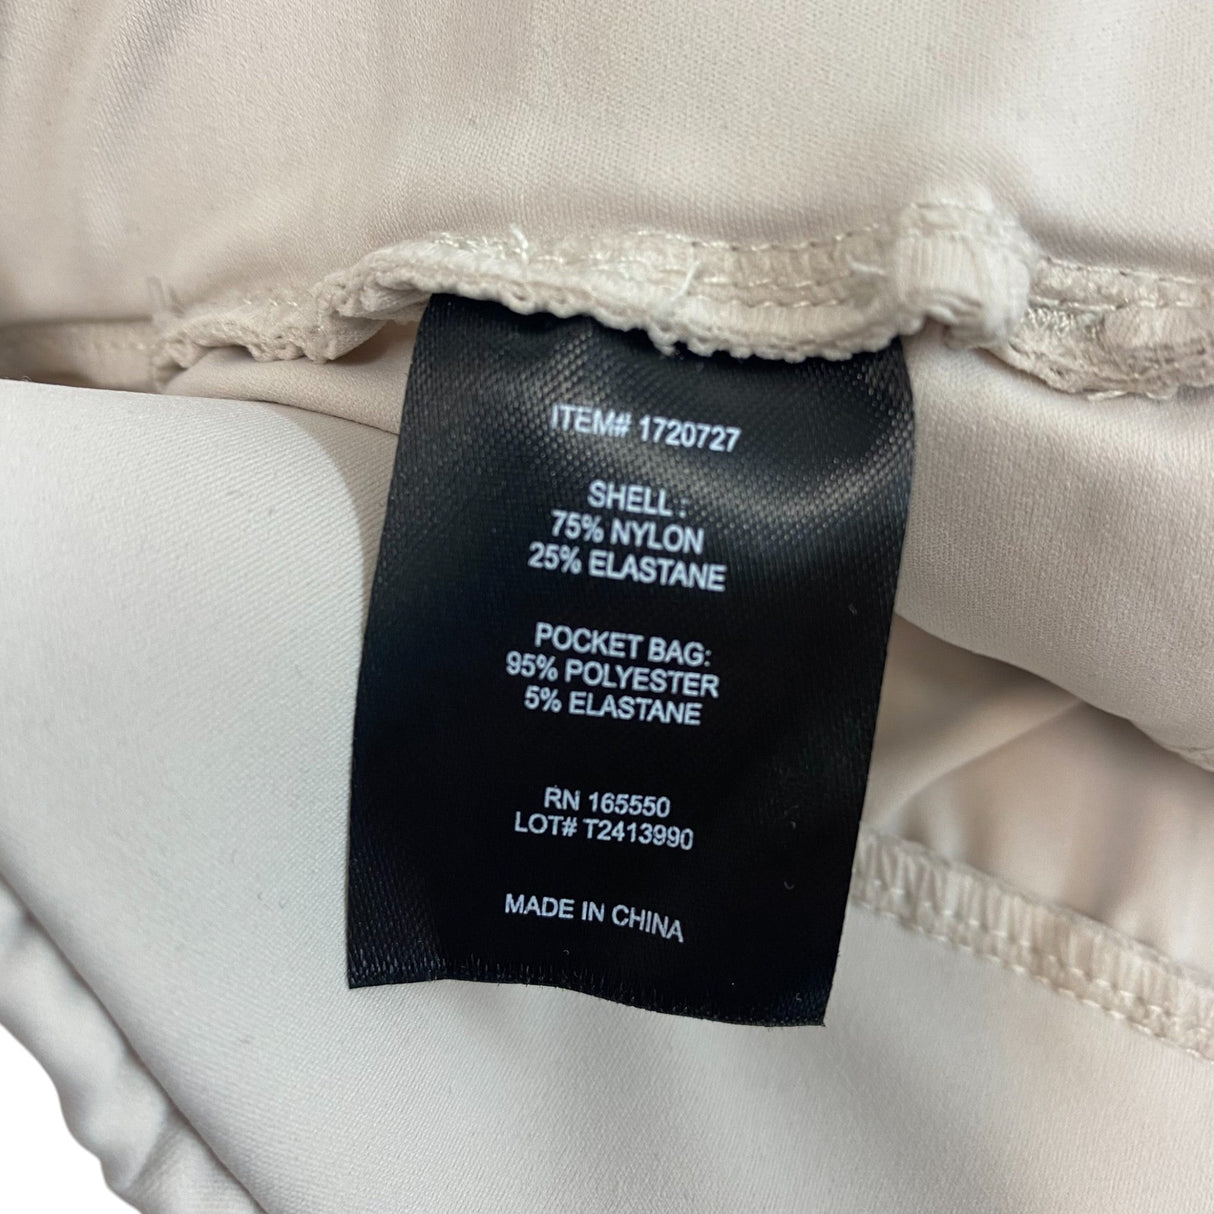 ITEM# 1720727
SHELL :
75% NYLON
25% ELASTANE
POCKET BAG:
95% POLYESTER
5% ELASTANE
RN 165550
LOT# T2413990
MADE IN CHINA